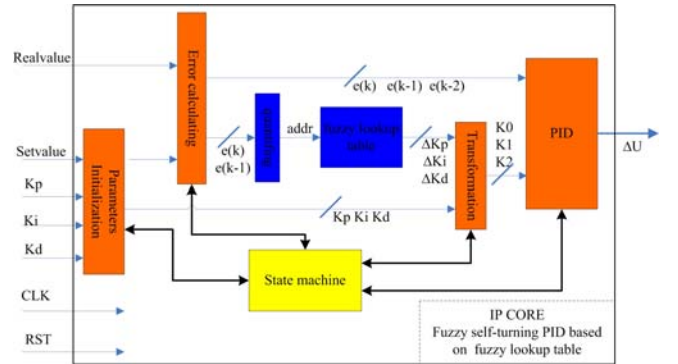 Realvalue
Error calculating
e(k) e(k-1) e(k-2)
PID
ΔU
addr
fuzzy lookup
table
e(k)
e(k-1)
ΔKp
ΔKi
ΔKd
Transformation
K0
K1
K2
Setvalue
Kp
Ki
Kd
Parameters
Initialization
Kp Ki Kd
State machine
CLK
RST
IP CORE
Fuzzy self-turning PID based
on fuzzy lookup table